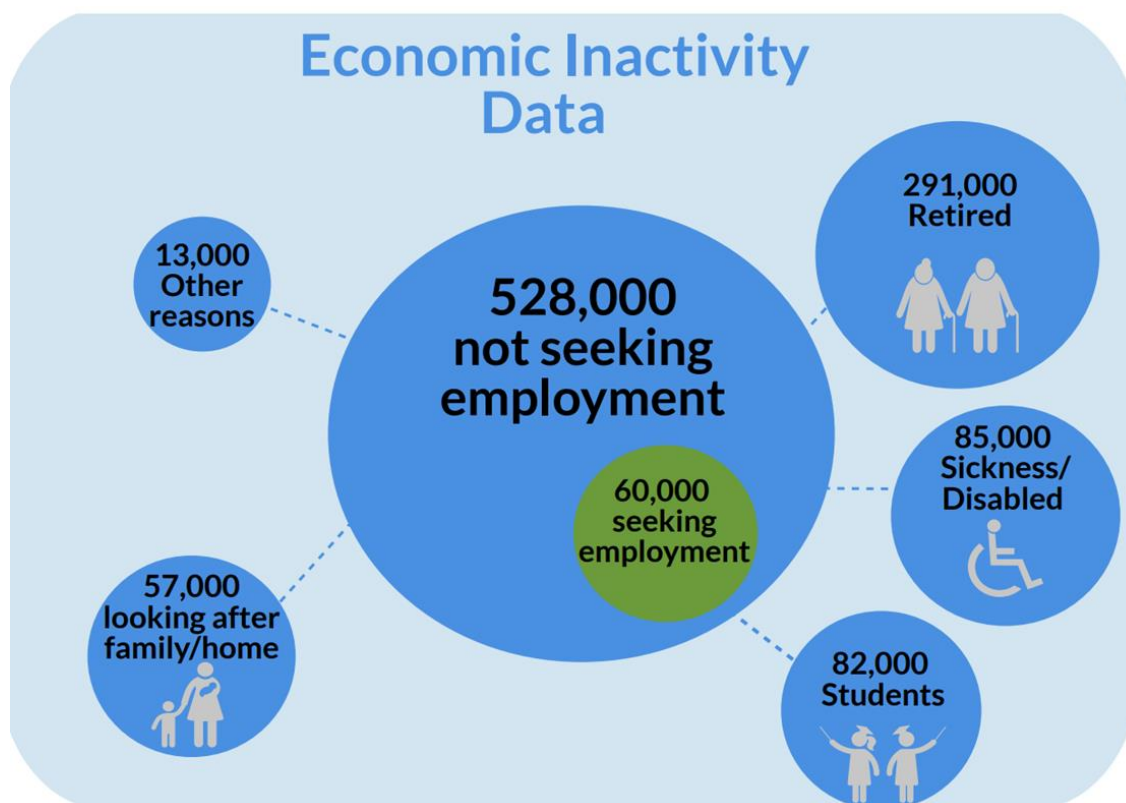 Economic Inactivity
Data
291,000
Retired
13,000
Other
reasons
528,000
not seeking
employment
85,000
Sickness/
Disabled
60,000
seeking
employment
57,000
looking after
family/home
82,000
Students